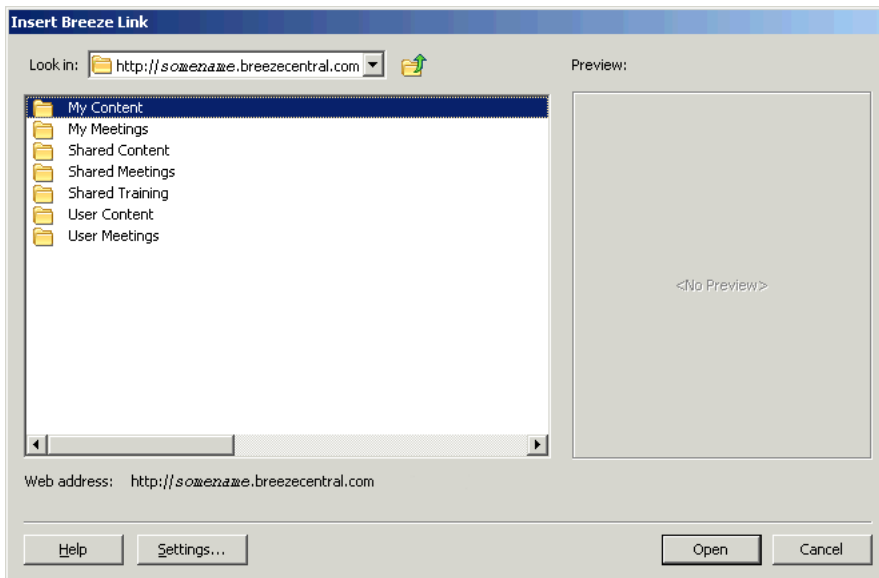 Insert Breeze Link
Look in: http://somename.breezecentral.com Preview:
My Content
My Meetings
Shared Content
Shared Meetings
Shared Training
User Content
User Meetings
<No Preview>
Web address: http://somename.breezecentral.com
Help Settings... Open Cancel